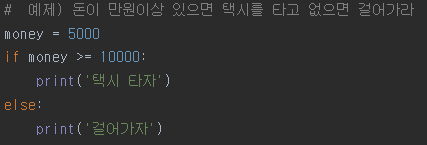 #  예제) 돈이 만원이상 있으면 택시를 타고 없으면 걸어가라
money = 5000
if money >= 10000:
    print('택시 타자')
else:
    print('걸어가자')